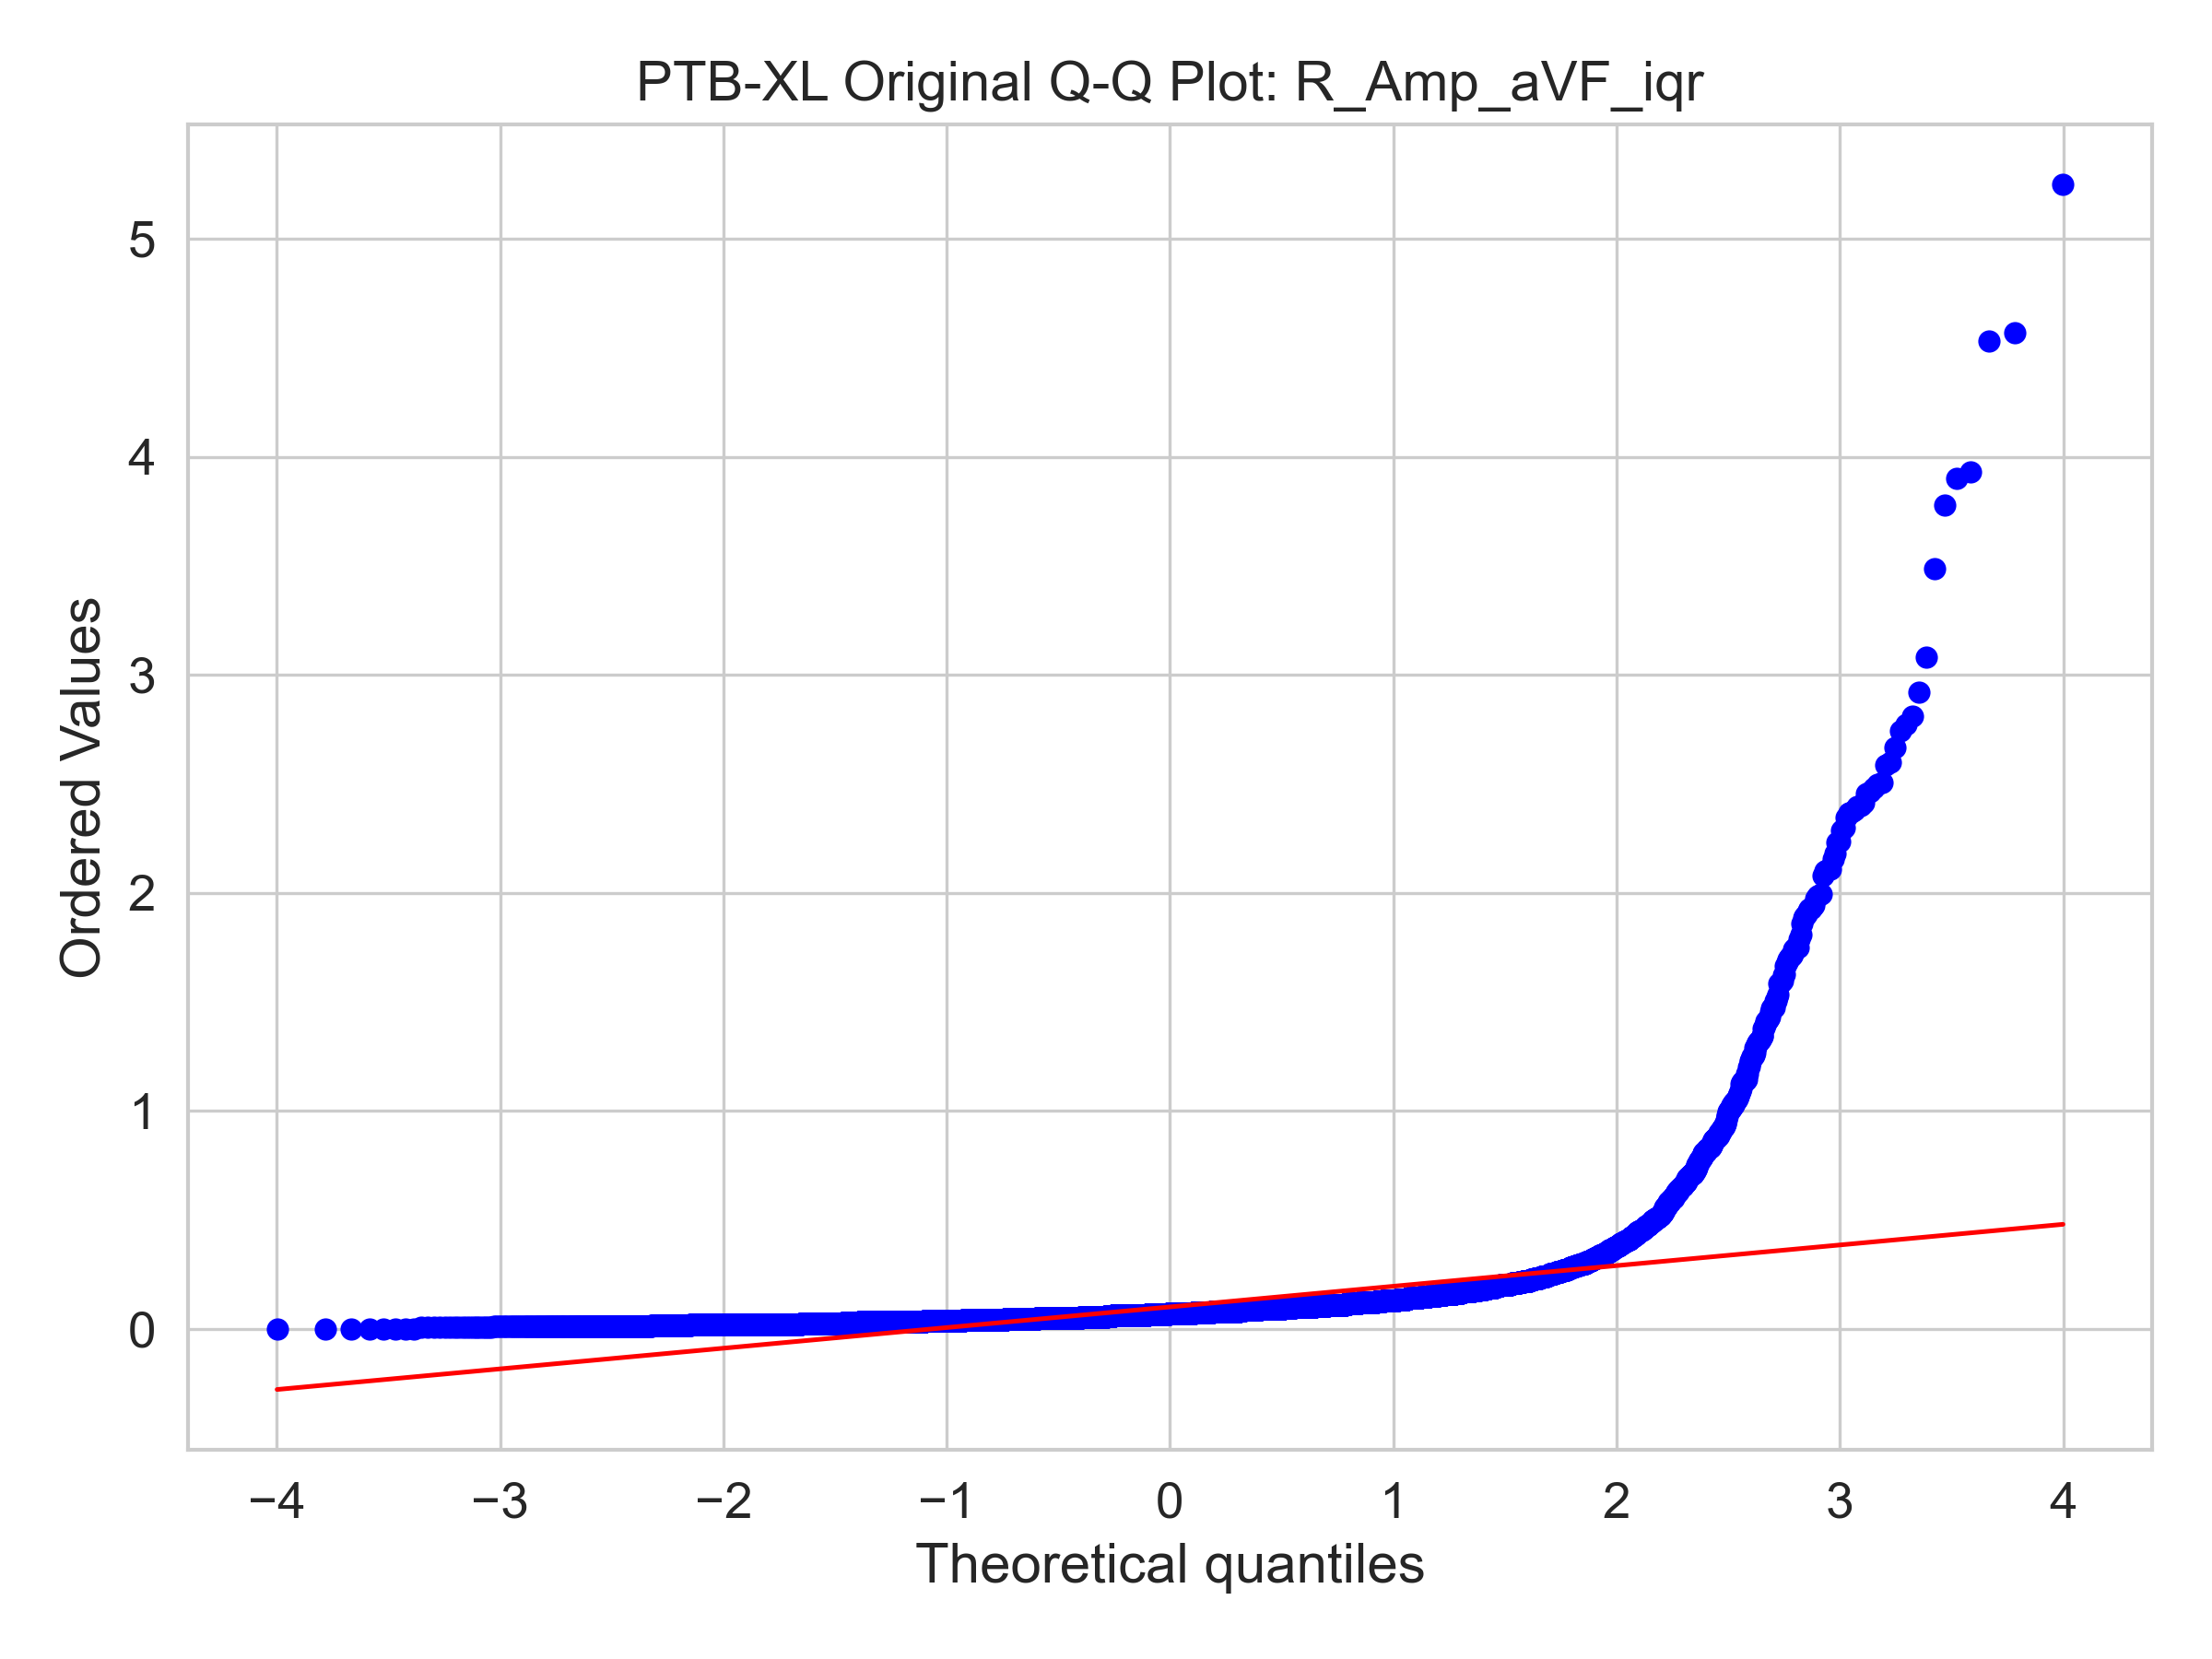 PTB-XL Original Q-Q Plot: R_Amp_aVF_iqr
Ordered Values
5
4
3
2
1
0
−4 −3 −2 −1 0 1 2 3 4
Theoretical quantiles